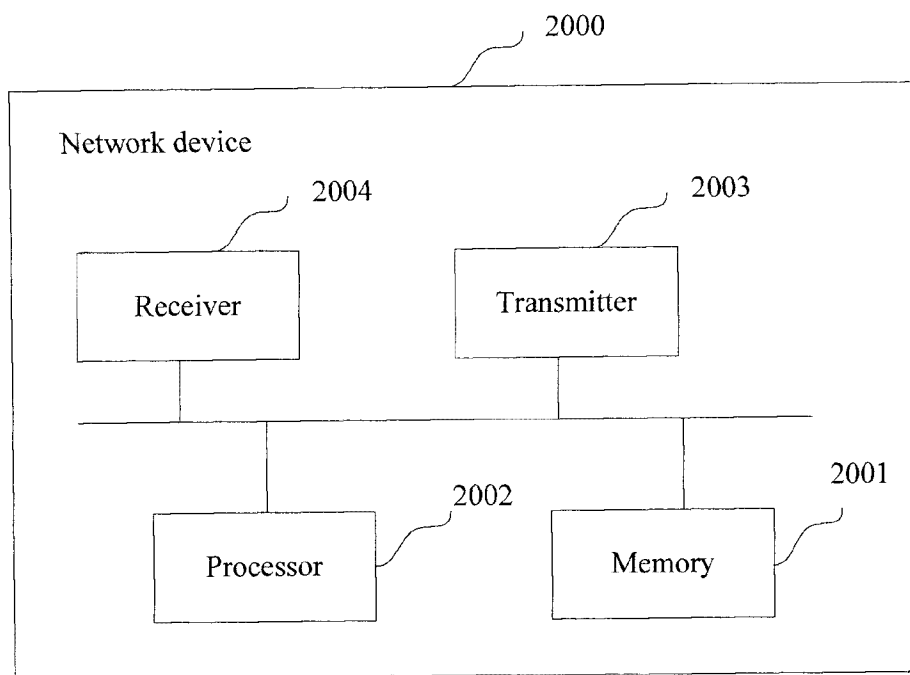 2000
Network device
2004
2003
Receiver
Transmitter
2002
2001
Processor
Memory